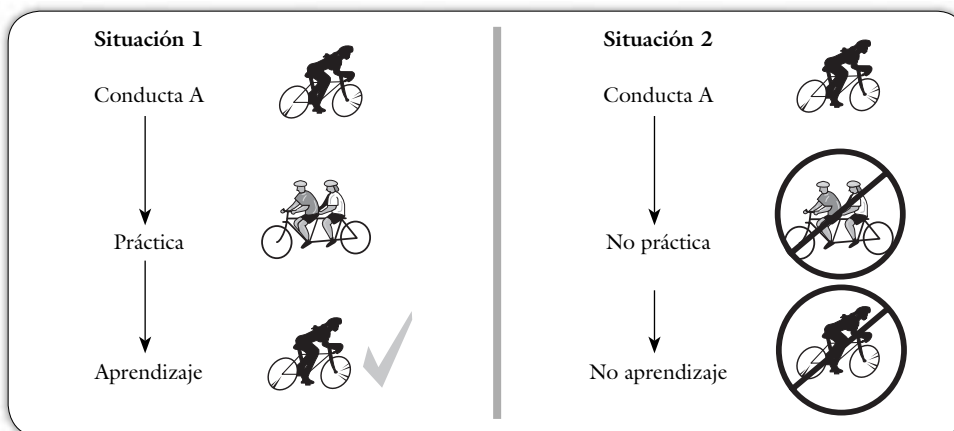 Situación 1
Conducta A
Práctica
Aprendizaje
Situación 2
Conducta A
No práctica
No aprendizaje